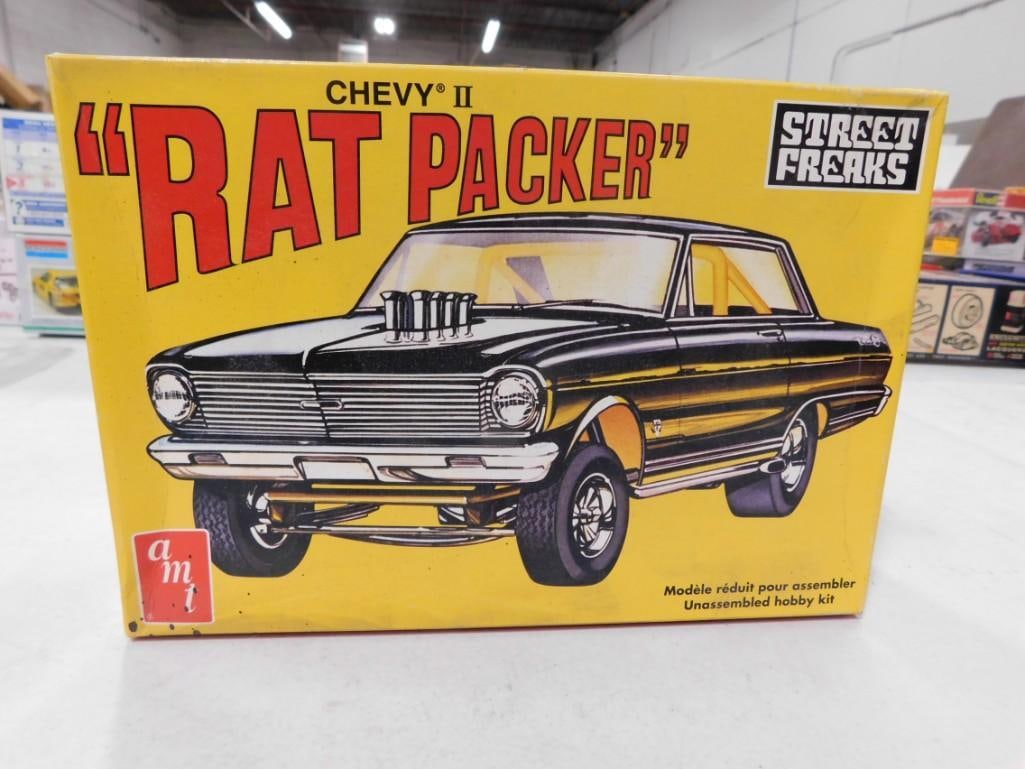 CHEVY® II
"RAT PACKER"
STREET
FREAKS
amt
Modèle réduit pour assembler
Unassembled hobby kit